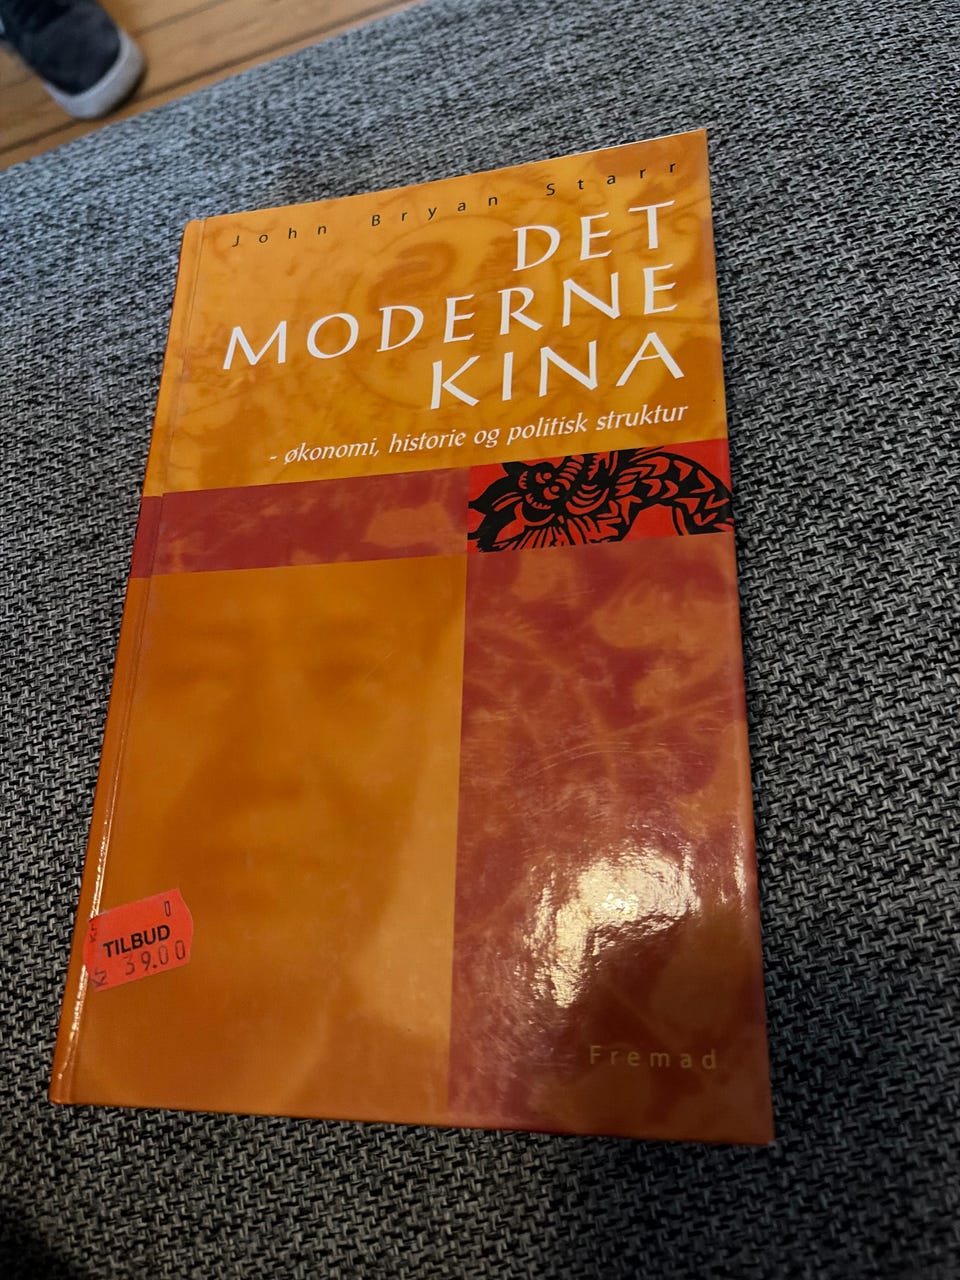 John Bryan Starr
DET
MODERNE
KINA
- økonomi, historie og politisk struktur
TILBUD
39.00
Fremad